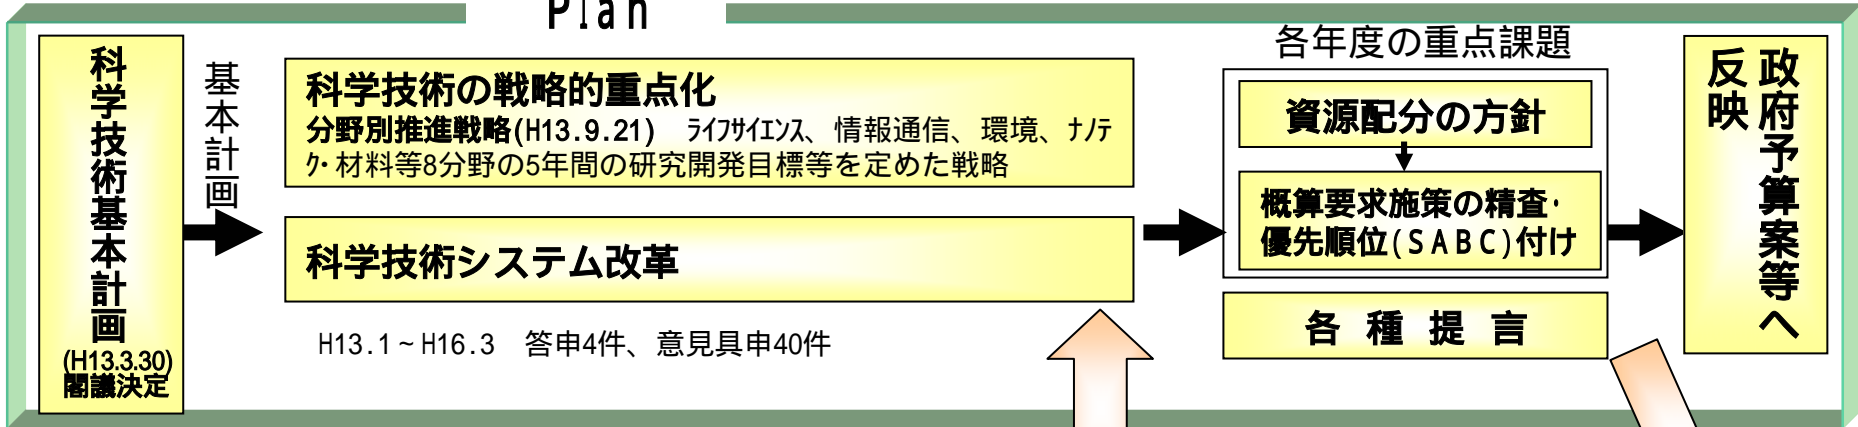 Plan
科学技術基本計画
(H13.3.30)
閣議決定
基本計画
科学技術の戦略的重点化
分野別推進戦略(H13.9.21) ﾗｲﾌｻｲｴﾝｽ、情報通信、環境、ﾅﾉﾃ
ｸ･材料等8分野の5年間の研究開発目標等を定めた戦略
科学技術システム改革
H13.1~H16.3 答申4件、意見具申40件
各年度の重点課題
資源配分の方針
概算要求施策の精査･
優先順位(SABC)付け
各種提言
政府予算案等へ
反映